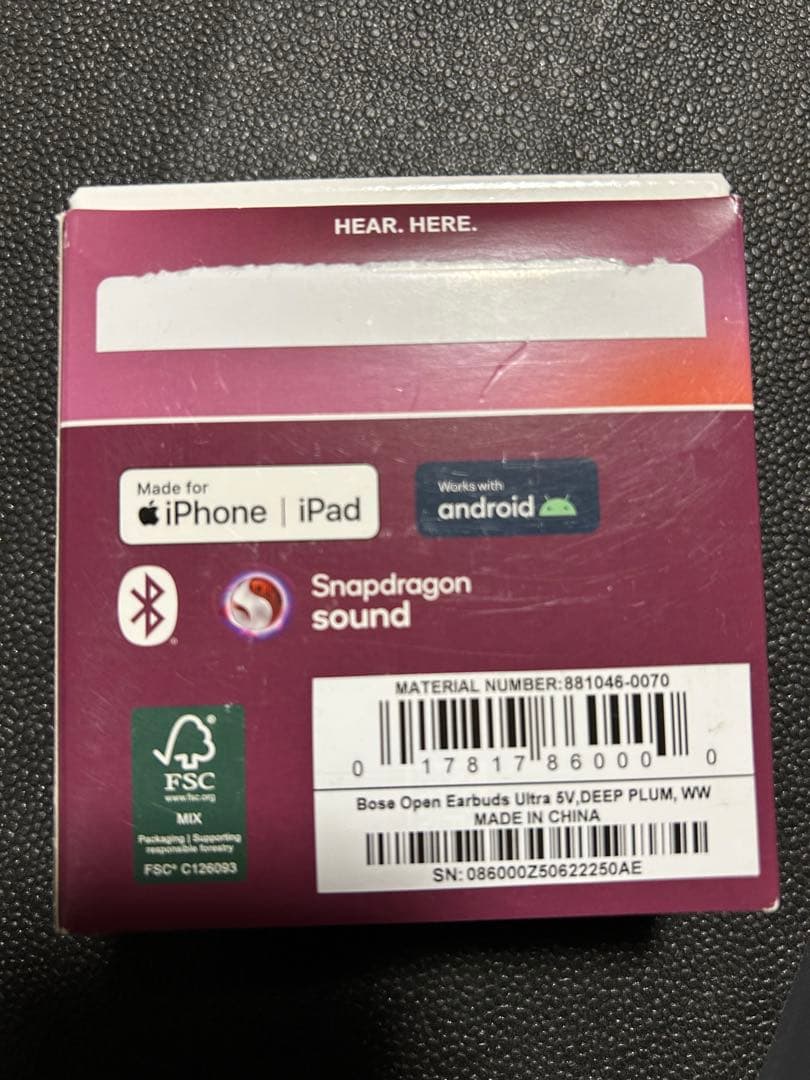 HEAR. HERE.
Made for
iPhone | iPad
Works with
android
Snapdragon
sound
MATERIAL NUMBER:881046-0070
0 17817 86000 0
Bose Open Earbuds Ultra 5V,DEEP PLUM, WW
MADE IN CHINA
SN: 086000Z50622250AE
FSC®
www.fsc.org
MIX
Packaging | Supporting
responsible forestry
FSC® C126093